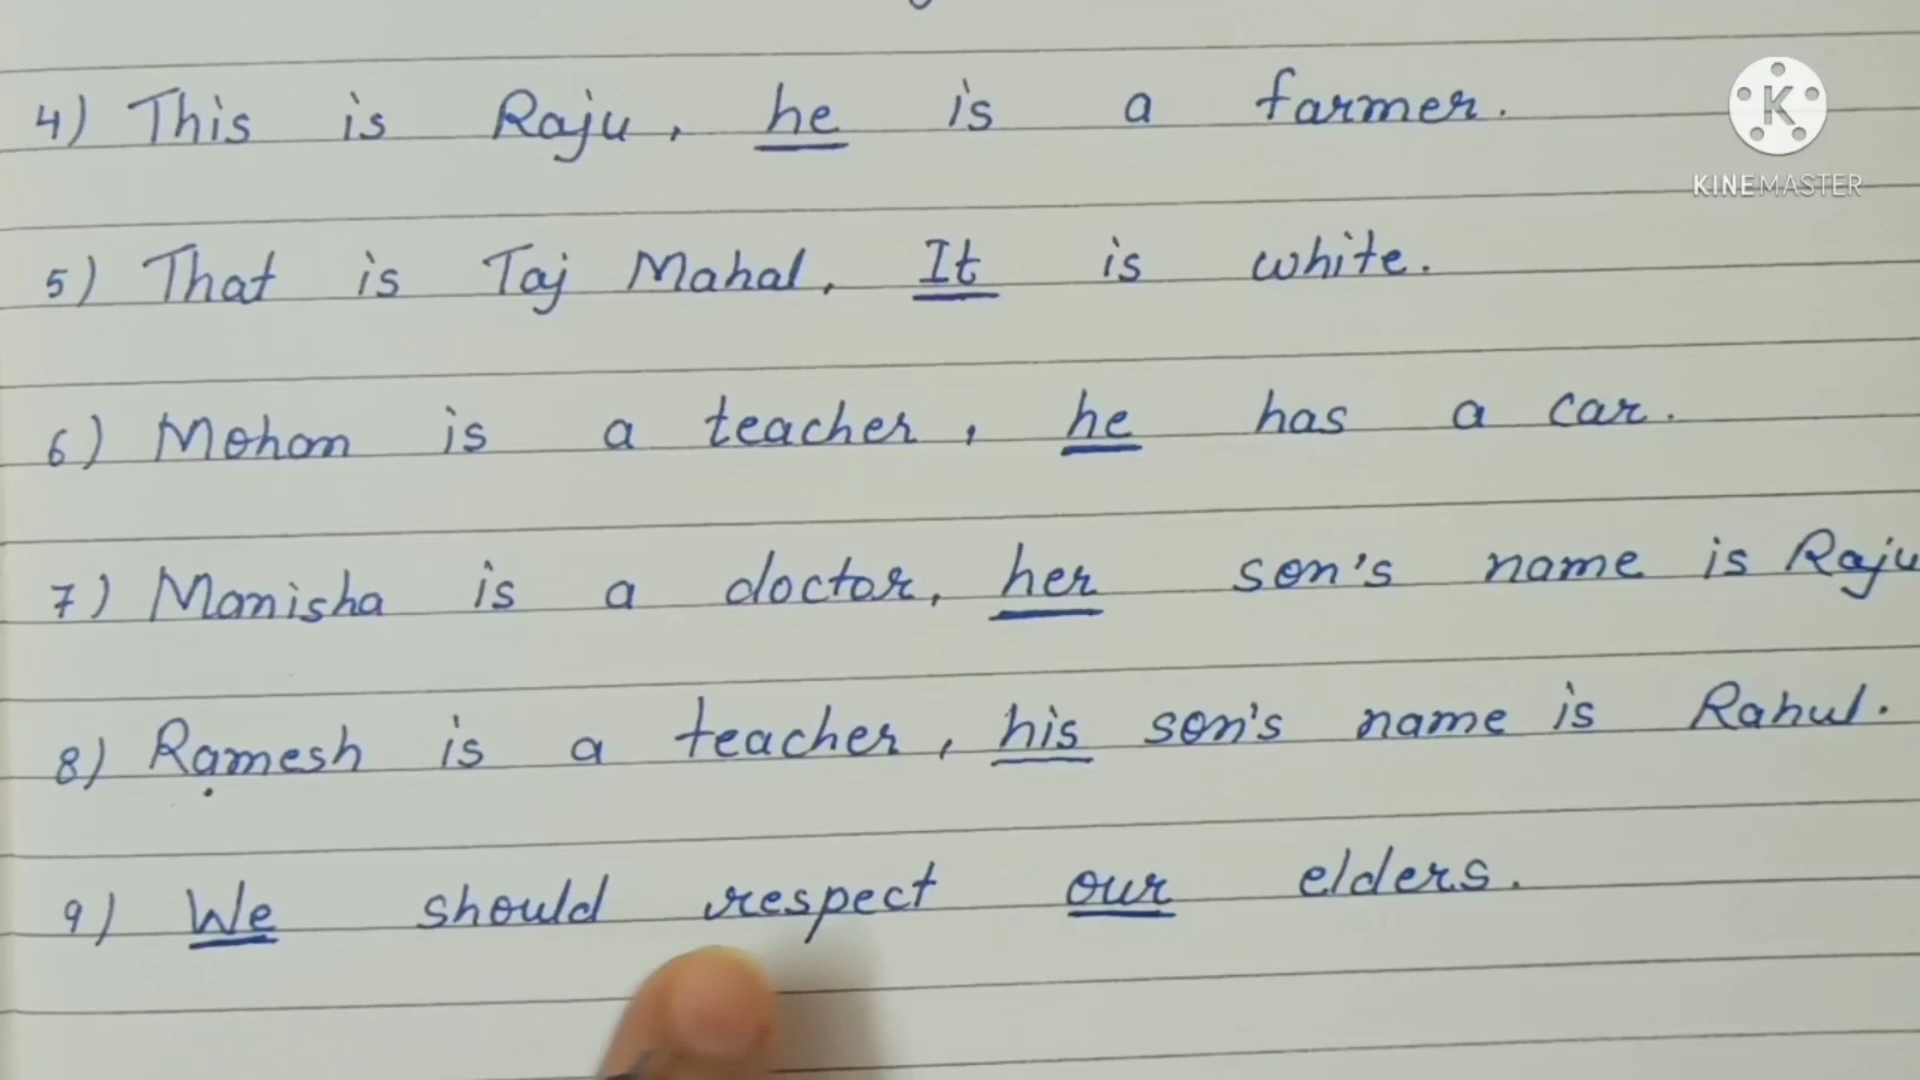 4) This is Raju, he is a farmer.
KINEMASTER
5) That is Taj Mahal. It is white.
6) Mohan is a teacher, he has a car.
7) Manisha is a doctor, her son's name is Raju
8) Ramesh is a teacher, his son's name is Rahul.
9) We should respect our elders.